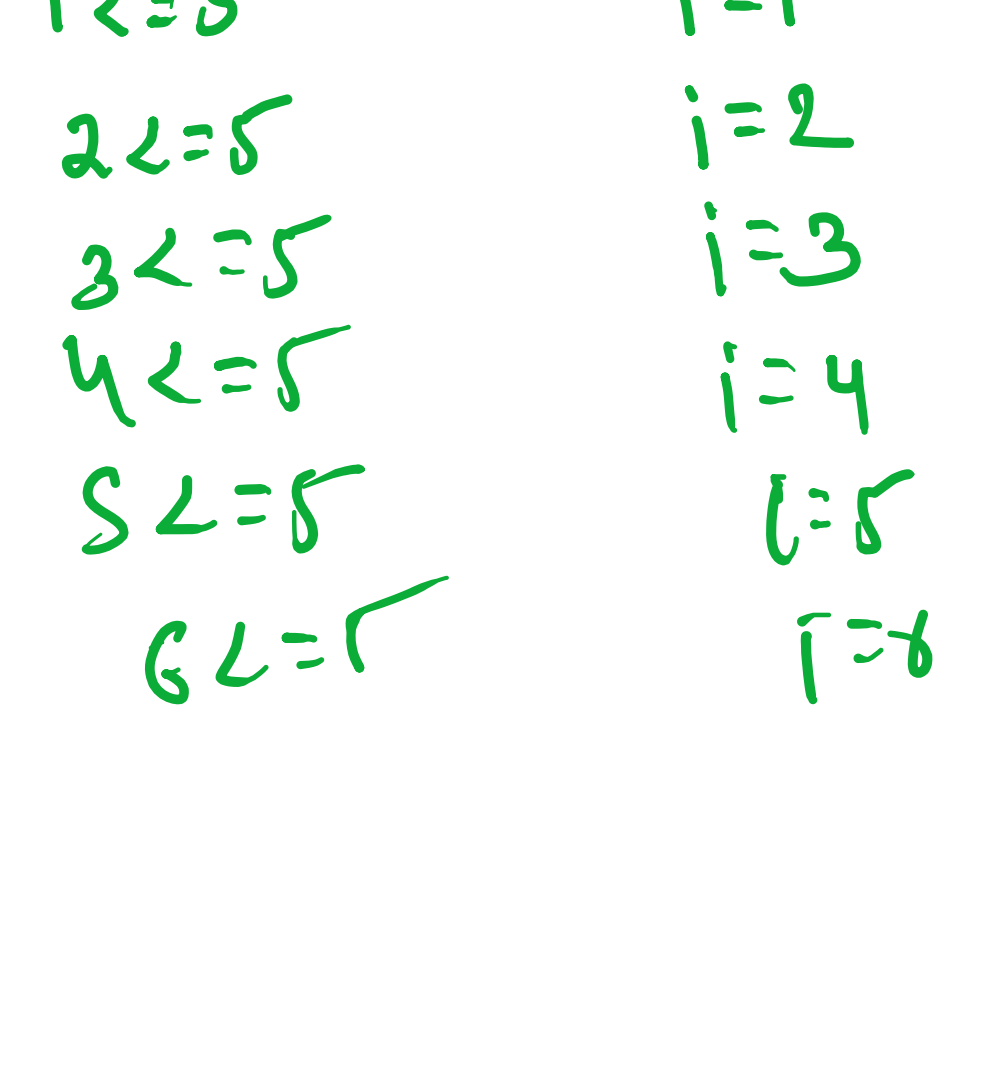 1 <= 5 i = 1
2 <= 5 i = 2
3 <= 5 i = 3
4 <= 5 i = 4
5 <= 5 i = 5
6 <= 5 i = 6